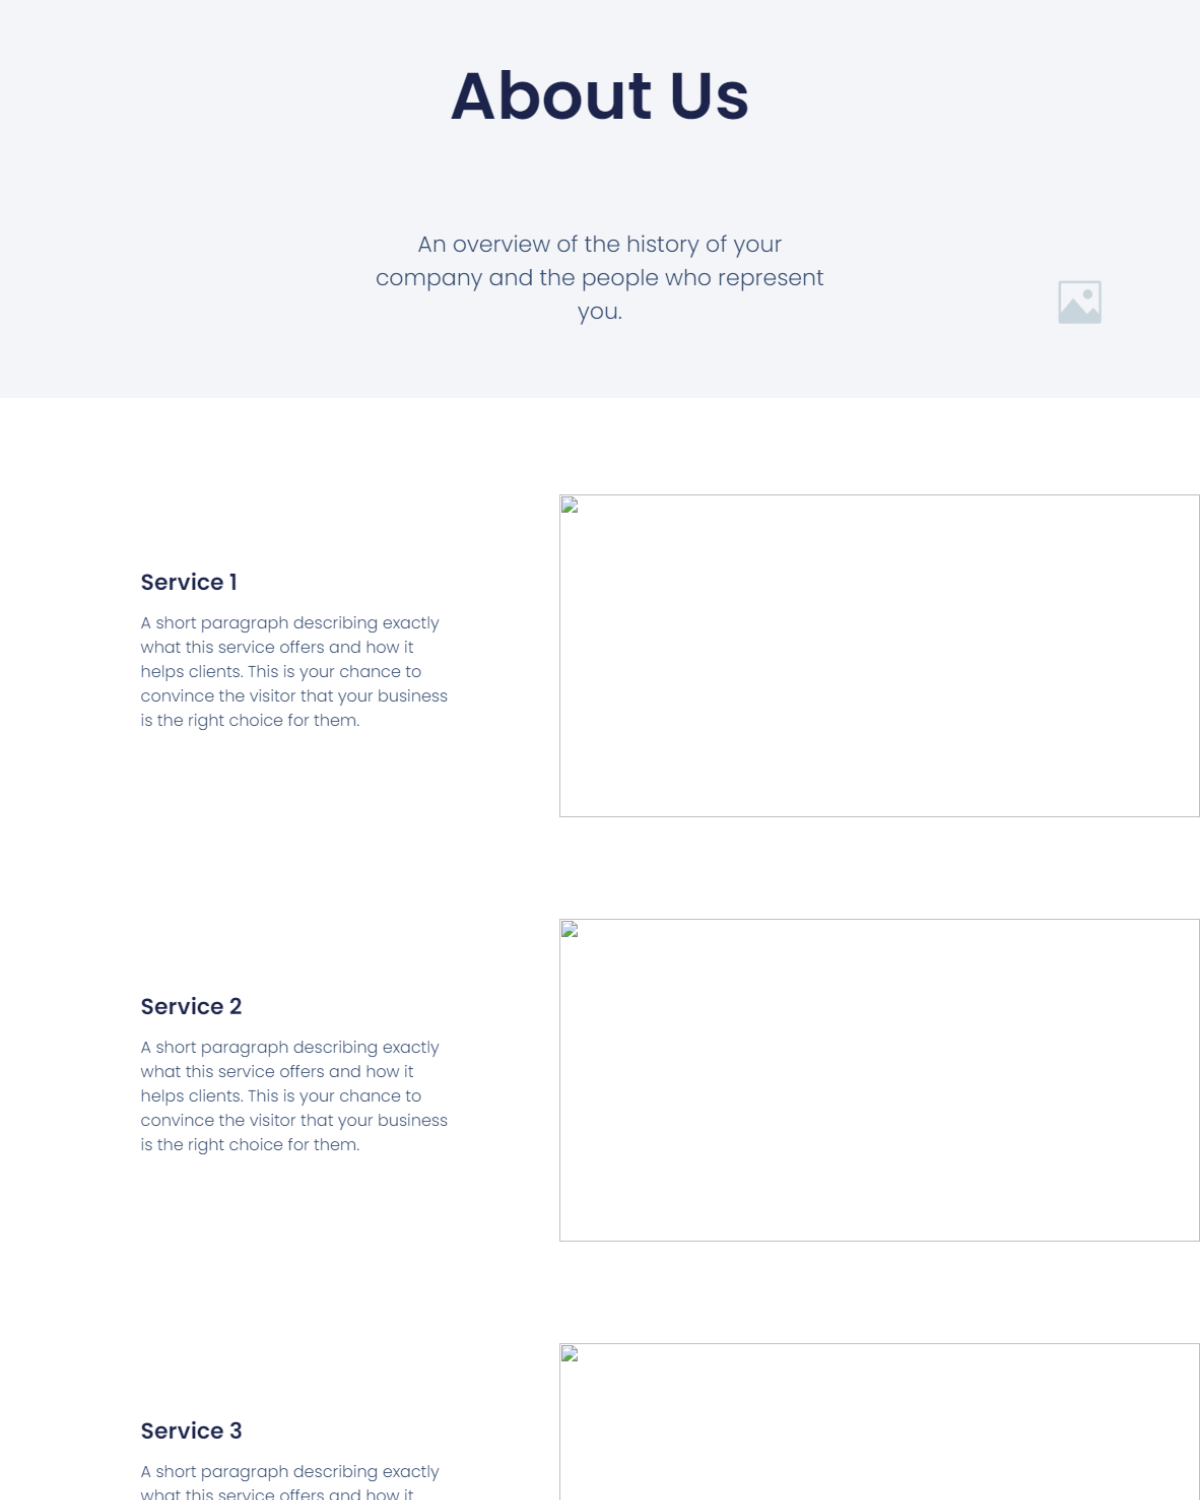 About Us
An overview of the history of your
company and the people who represent
you.
Service 1
A short paragraph describing exactly
what this service offers and how it
helps clients. This is your chance to
convince the visitor that your business
is the right choice for them.
Service 2
A short paragraph describing exactly
what this service offers and how it
helps clients. This is your chance to
convince the visitor that your business
is the right choice for them.
Service 3
A short paragraph describing exactly
what this service offers and how it